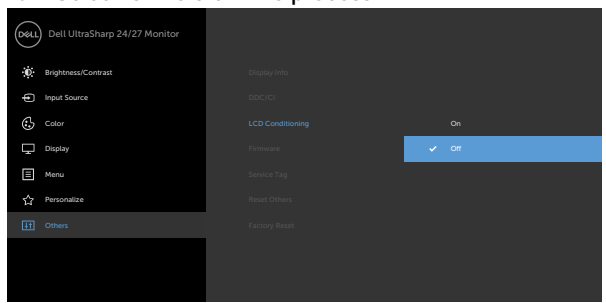 DELL
Dell UltraSharp 24/27 Monitor
Brightness/Contrast
Display Info
Input Source
DDC/CI
Color
LCD Conditioning
On
Display
Firmware
Off
Menu
Service Tag
Personalize
Reset Others
Others
Factory Reset